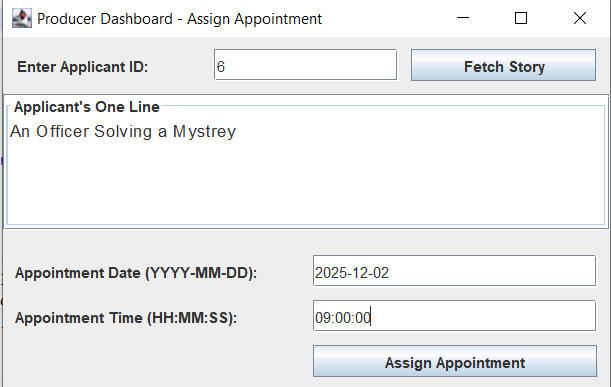 Producer Dashboard - Assign Appointment
Enter Applicant ID: 6 Fetch Story
Applicant's One Line
An Officer Solving a Mystrey
Appointment Date (YYYY-MM-DD): 2025-12-02
Appointment Time (HH:MM:SS): 09:00:00
Assign Appointment